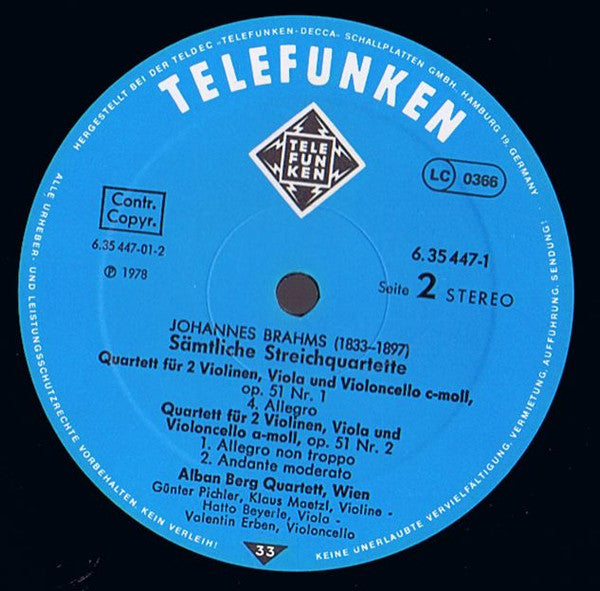 HERGESTELLT BEI DER TELDEC „TELEFUNKEN-DECCA" SCHALLPLATTEN GMBH. HAMBURG 19. GERMANY
TELEFUNKEN
TELE
FUN
KEN
LC 0366
Contr.
Copyr.
6.35 447-01-2
℗ 1978
6.35 447-1
Seite 2 STEREO
JOHANNES BRAHMS (1833-1897)
Sämtliche Streichquartette
Quartett für 2 Violinen, Viola und Violoncello c-moll,
op. 51 Nr. 1
4. Allegro
Quartett für 2 Violinen, Viola und
Violoncello a-moll, op. 51 Nr. 2
1. Allegro non troppo
2. Andante moderato
Alban Berg Quartett, Wien
Günter Pichler, Klaus Maetzl, Violine -
Hatto Beyerle, Viola -
Valentin Erben, Violoncello
33
ALLE URHEBER- UND LEISTUNGSSCHUTZRECHTE VORBEHALTEN. KEIN VERLEIH!
KEINE UNERLAUBTE VERVIELFÄLTIGUNG, VERMIETUNG, AUFFÜHRUNG, SENDUNG!